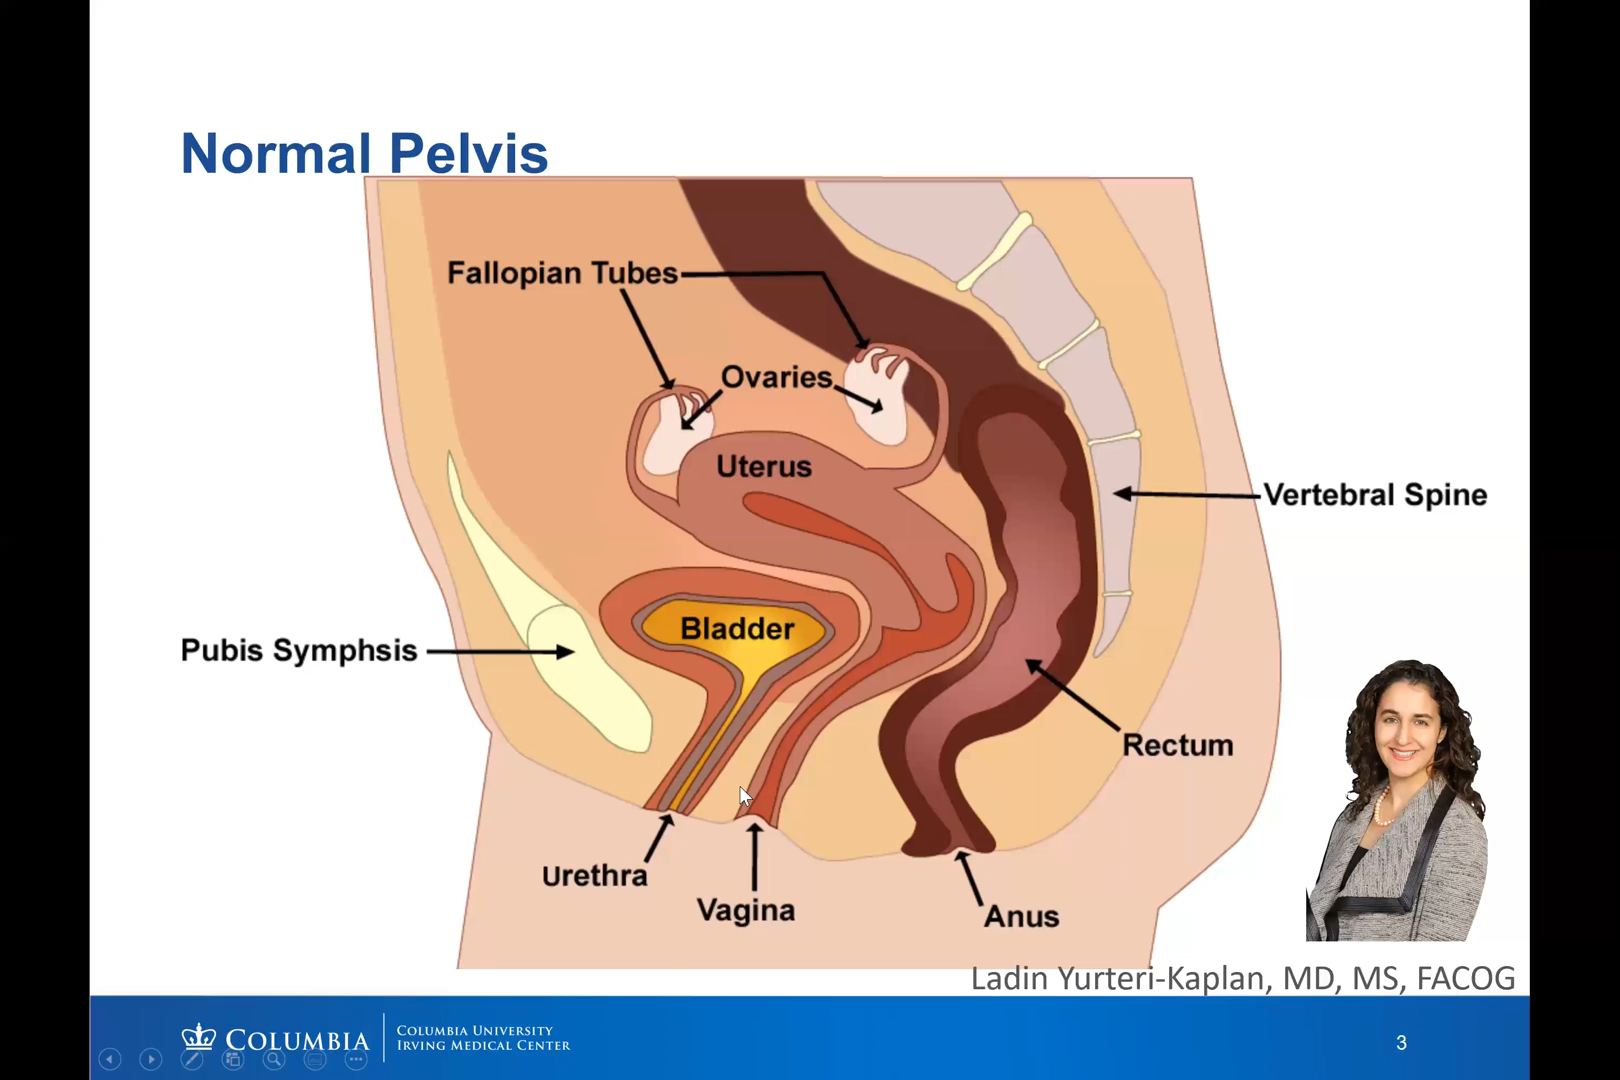 Normal Pelvis
Fallopian Tubes
Ovaries
Uterus
Vertebral Spine
Bladder
Pubis Symphsis
Rectum
Urethra
Vagina
Anus
Ladin Yurteri-Kaplan, MD, MS, FACOG
COLUMBIA
COLUMBIA UNIVERSITY
IRVING MEDICAL CENTER
3